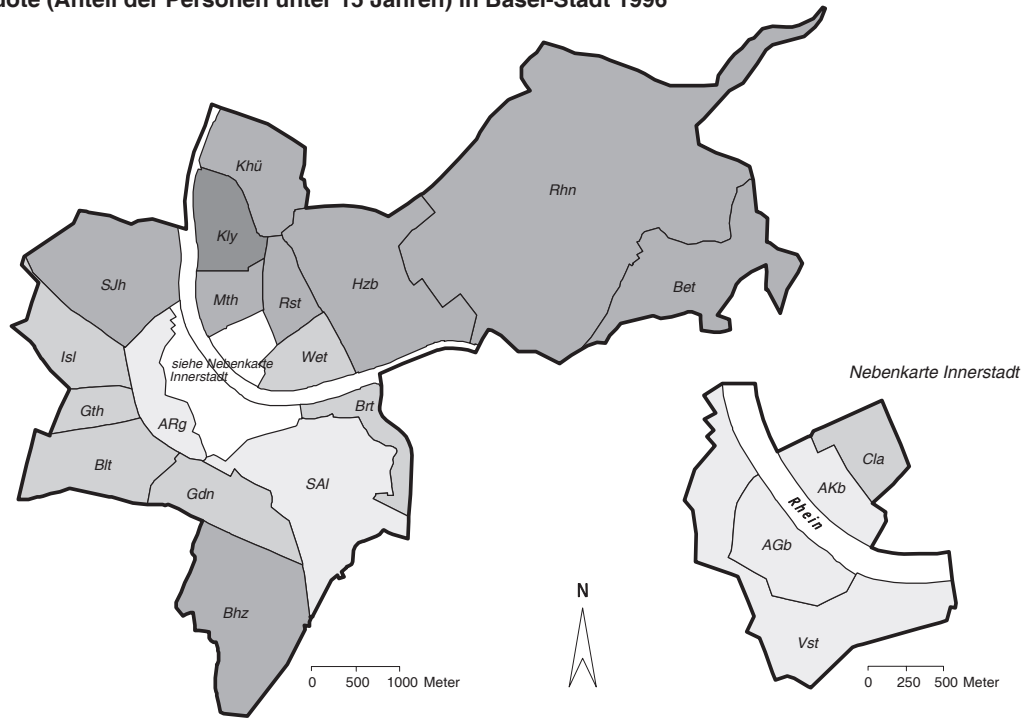 (Anteil der Personen unter 15 Jahren) in Basel-Stadt 1996
Khü
Rhn
Kly
SJh
Hzb
Bet
Mth
Rst
Isl
siehe Nebenkarte
Innerstadt
Wet
Nebenkarte Innerstadt
Gth
ARg
Brt
Blt
Gdn
SAl
Cla
AKb
Rhein
AGb
Bhz
N
Vst
0 500 1000 Meter
0 250 500 Meter